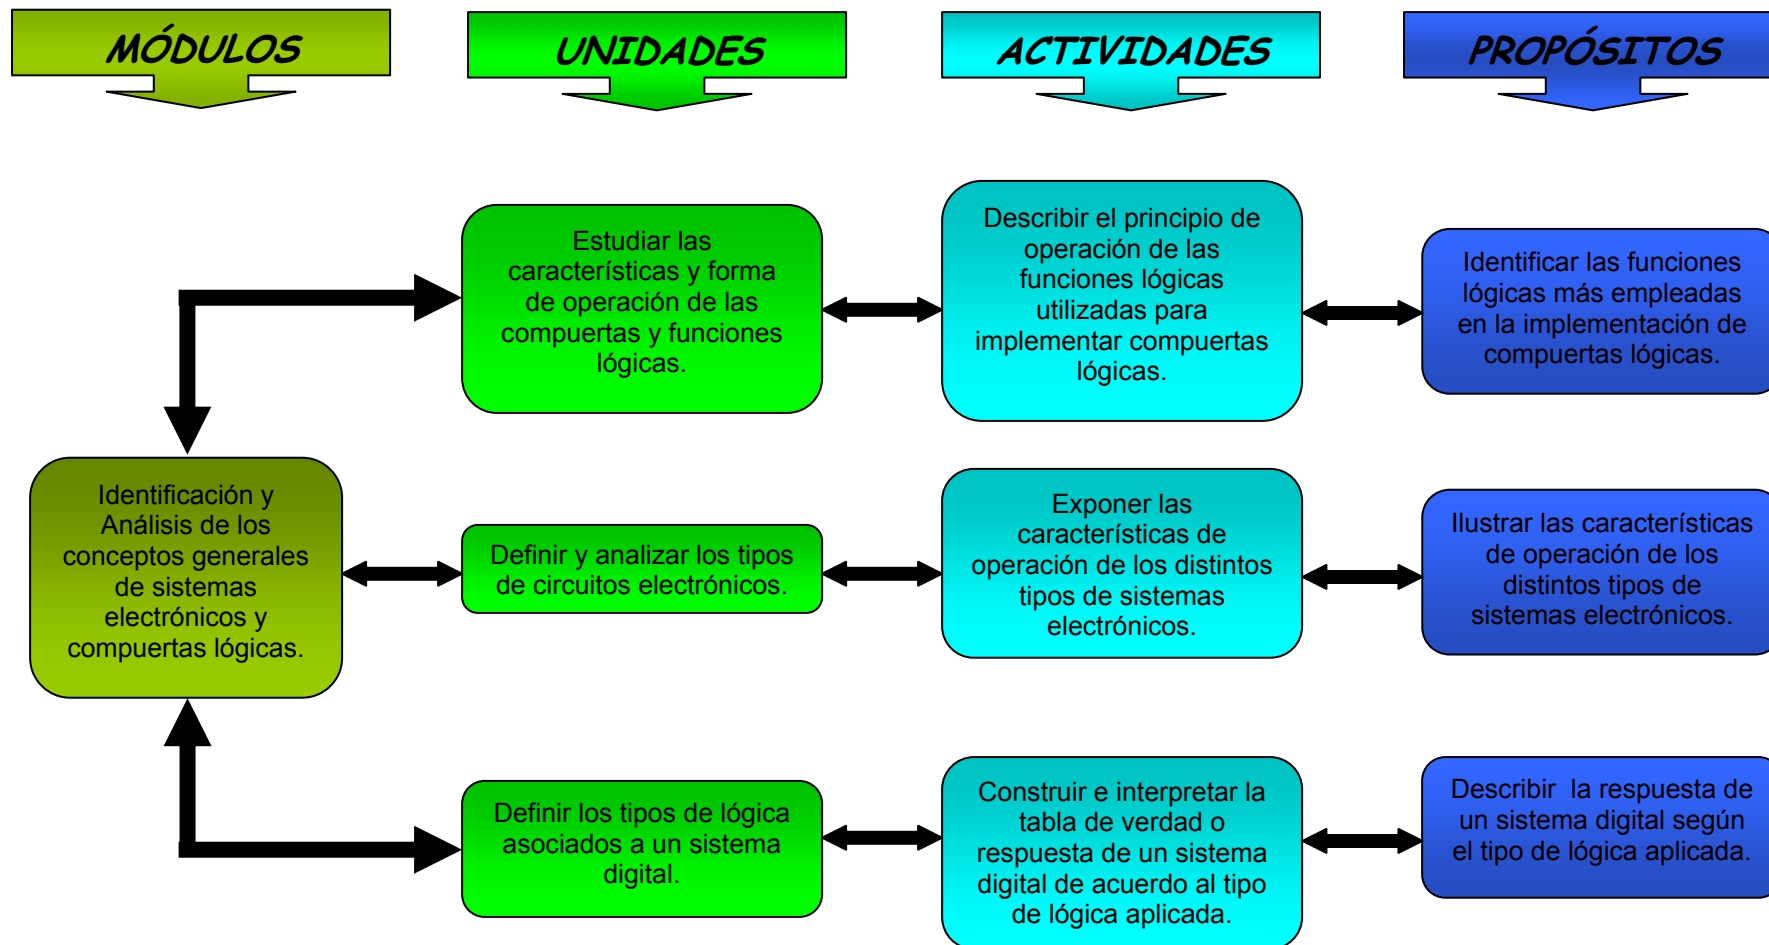 MÓDULOS
UNIDADES
ACTIVIDADES
PROPÓSITOS
Estudiar las
características y forma
de operación de las
compuertas y funciones
lógicas.
Describir el principio de
operación de las
funciones lógicas
utilizadas para
implementar compuertas
lógicas.
Identificar las funciones
lógicas más empleadas
en la implementación de
compuertas lógicas.
Identificación y
Análisis de los
conceptos generales
de sistemas
electrónicos y
compuertas lógicas.
Definir y analizar los tipos
de circuitos electrónicos.
Exponer las
características de
operación de los distintos
tipos de sistemas
electrónicos.
Ilustrar las características
de operación de los
distintos tipos de
sistemas electrónicos.
Definir los tipos de lógica
asociados a un sistema
digital.
Construir e interpretar la
tabla de verdad o
respuesta de un sistema
digital de acuerdo al tipo
de lógica aplicada.
Describir  la respuesta de
un sistema digital según
el tipo de lógica aplicada.